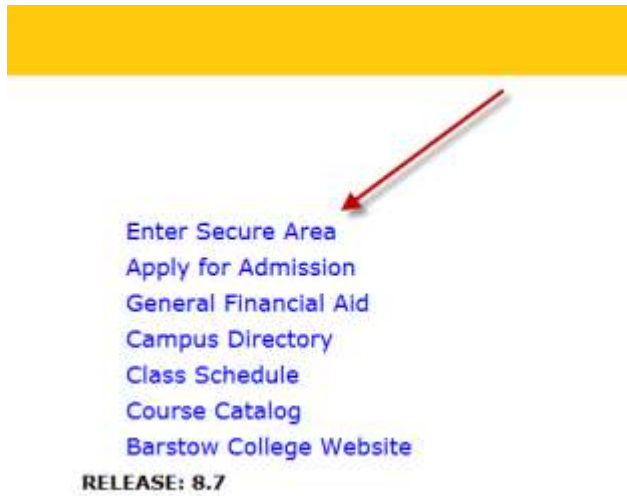 Enter Secure Area
Apply for Admission
General Financial Aid
Campus Directory
Class Schedule
Course Catalog
Barstow College Website
RELEASE: 8.7